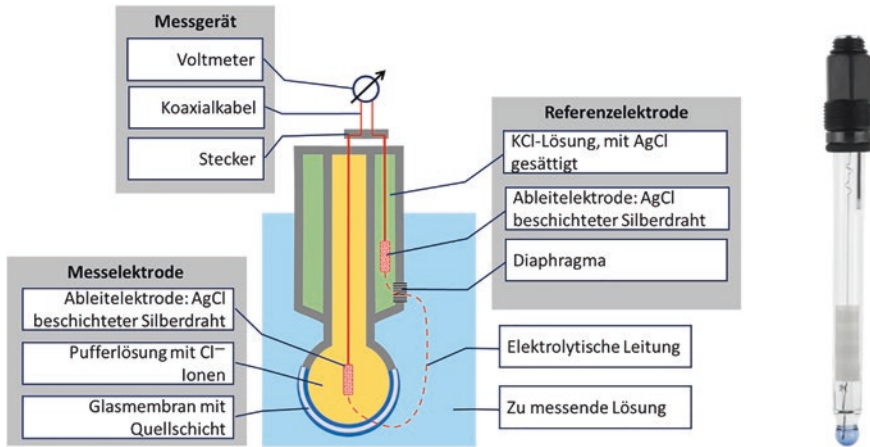 Messgerät
Voltmeter
Koaxialkabel
Stecker
Referenzelektrode
KCl-Lösung, mit AgCl
gesättigt
Ableitelektrode: AgCl
beschichteter Silberdraht
Diaphragma
Messelektrode
Ableitelektrode: AgCl
beschichteter Silberdraht
Pufferlösung mit Cl⁻
Ionen
Glasmembran mit
Quellschicht
Elektrolytische Leitung
Zu messende Lösung